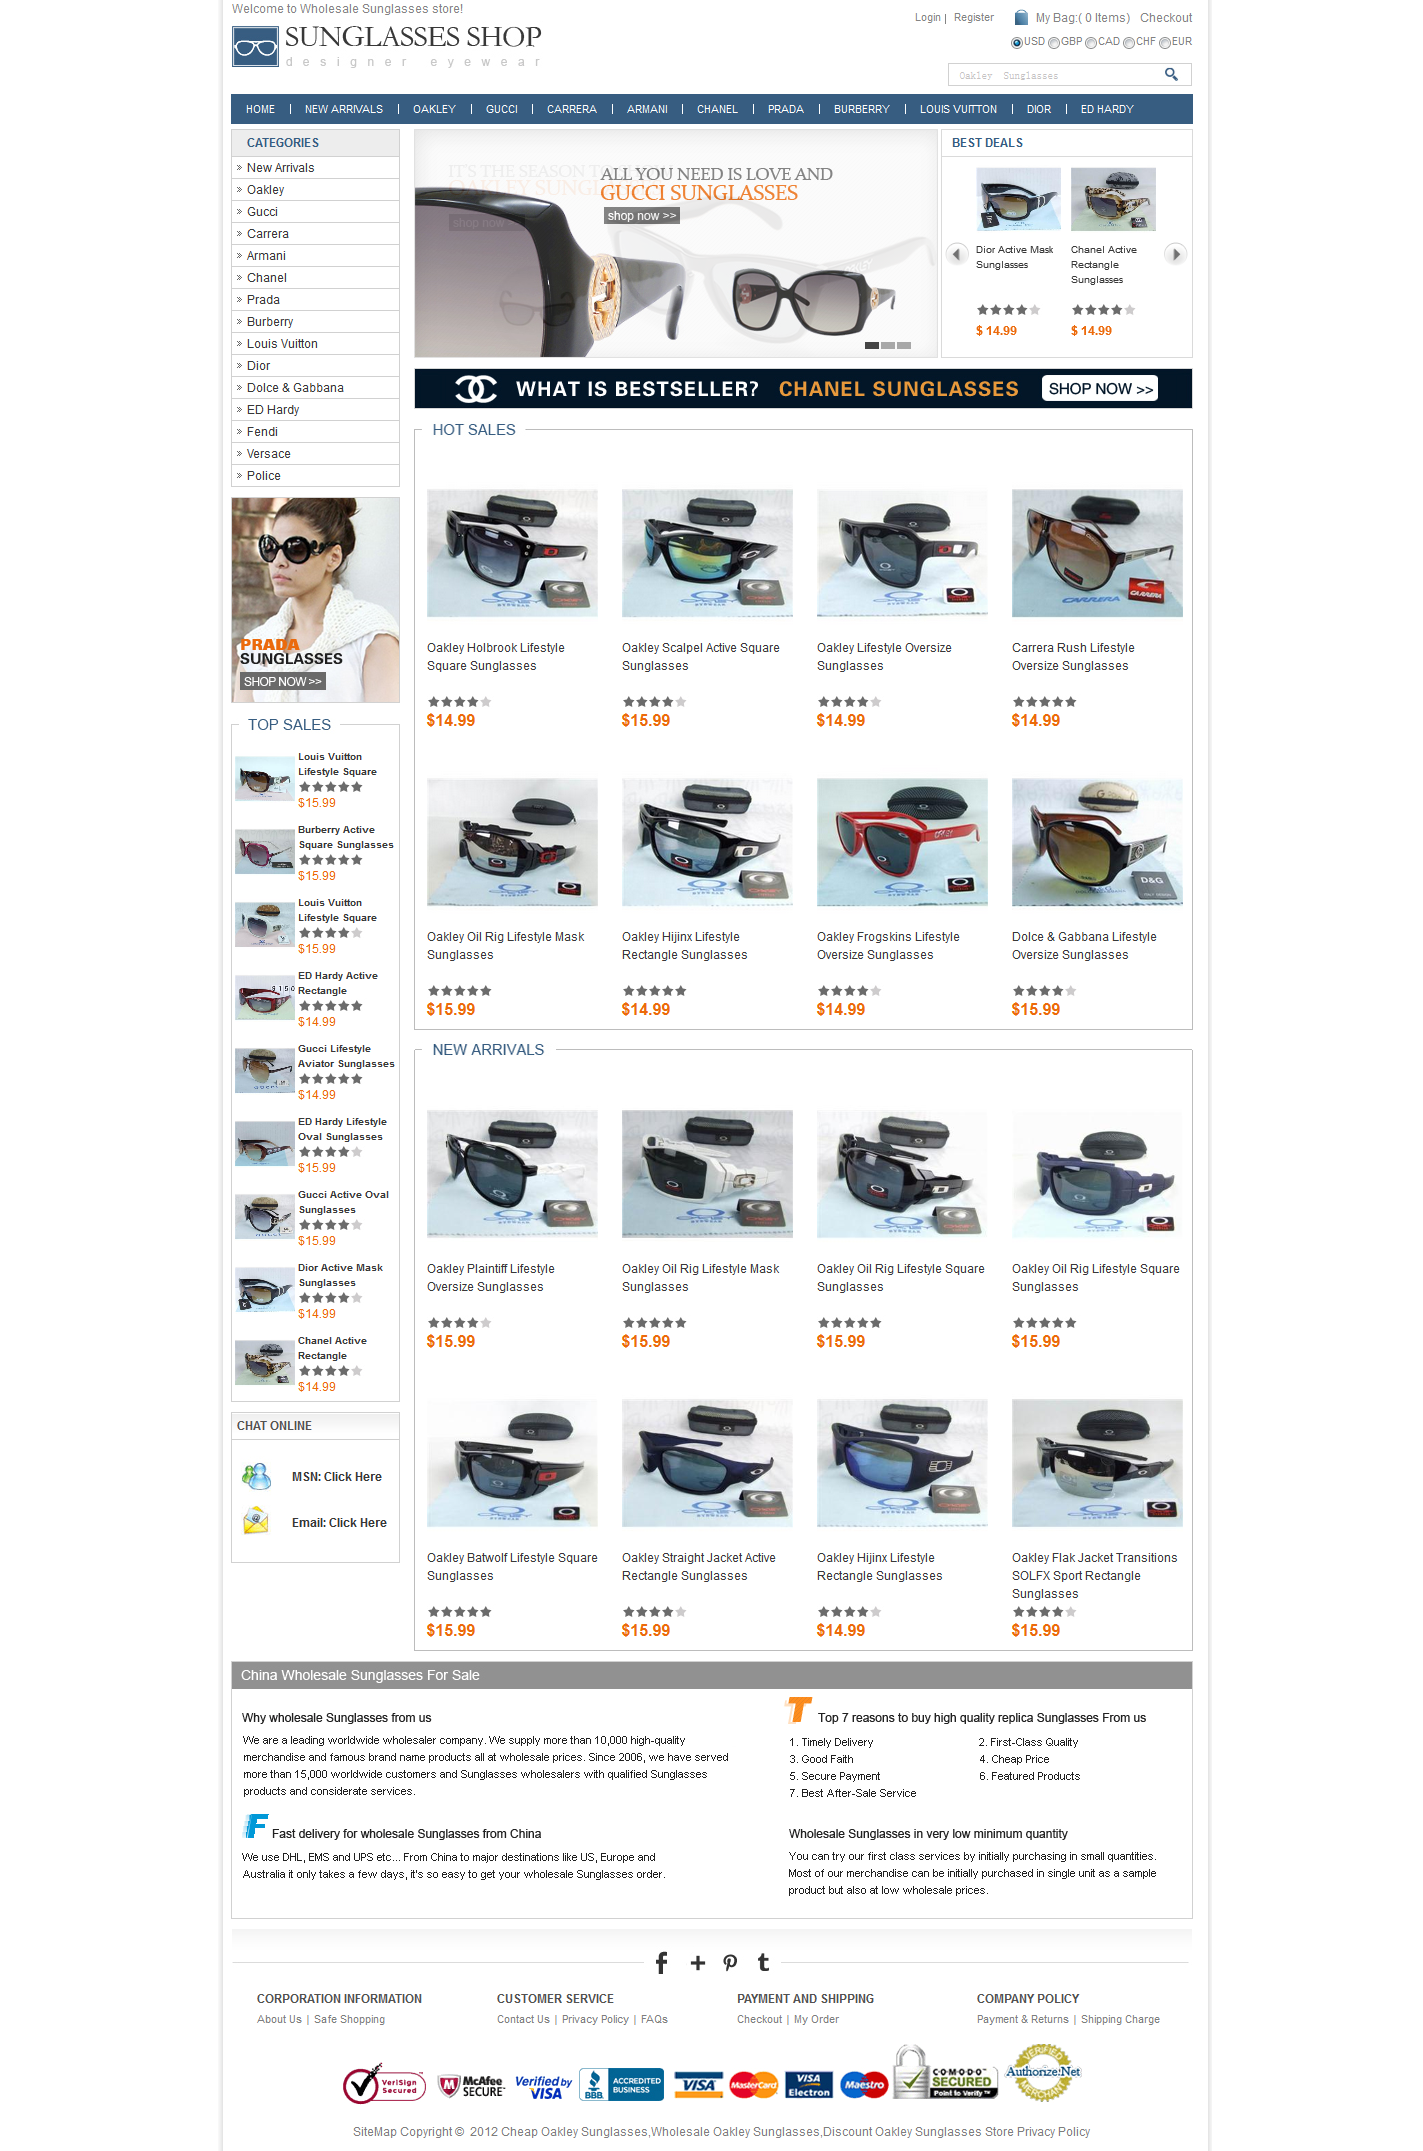 Welcome to Wholesale Sunglasses store!
Login | Register
My Bag:( 0 Items) Checkout
SUNGLASSES SHOP
designer eyewear
USD GBP CAD CHF EUR
Oakley Sunglasses
HOME | NEW ARRIVALS | OAKLEY | GUCCI | CARRERA | ARMANI | CHANEL | PRADA | BURBERRY | LOUIS VUITTON | DIOR | ED HARDY
CATEGORIES
» New Arrivals
» Oakley
» Gucci
» Carrera
» Armani
» Chanel
» Prada
» Burberry
» Louis Vuitton
» Dior
» Dolce & Gabbana
» ED Hardy
» Fendi
» Versace
» Police
IT'S THE SEASON TO
OAKLEY SUNGL
shop now >>
ALL YOU NEED IS LOVE AND
GUCCI SUNGLASSES
shop now >>
BEST DEALS
Dior Active Mask
Sunglasses
$ 14.99
Chanel Active
Rectangle
Sunglasses
$ 14.99
WHAT IS BESTSELLER? CHANEL SUNGLASSES SHOP NOW >>
PRADA
SUNGLASSES
SHOP NOW >>
TOP SALES
Louis Vuitton
Lifestyle Square
$15.99
Burberry Active
Square Sunglasses
$15.99
Louis Vuitton
Lifestyle Square
$15.99
ED Hardy Active
Rectangle
$14.99
Gucci Lifestyle
Aviator Sunglasses
$14.99
ED Hardy Lifestyle
Oval Sunglasses
$15.99
Gucci Active Oval
Sunglasses
$15.99
Dior Active Mask
Sunglasses
$14.99
Chanel Active
Rectangle
$14.99
CHAT ONLINE
MSN: Click Here
Email: Click Here
HOT SALES
CARRERA
CARRERA
Oakley Holbrook Lifestyle
Square Sunglasses
$14.99
Oakley Scalpel Active Square
Sunglasses
$15.99
Oakley Lifestyle Oversize
Sunglasses
$14.99
Carrera Rush Lifestyle
Oversize Sunglasses
$14.99
D&G
D&G
Oakley Oil Rig Lifestyle Mask
Sunglasses
$15.99
Oakley Hijinx Lifestyle
Rectangle Sunglasses
$14.99
Oakley Frogskins Lifestyle
Oversize Sunglasses
$14.99
Dolce & Gabbana Lifestyle
Oversize Sunglasses
$15.99
NEW ARRIVALS
Oakley Plaintiff Lifestyle
Oversize Sunglasses
$15.99
Oakley Oil Rig Lifestyle Mask
Sunglasses
$15.99
Oakley Oil Rig Lifestyle Square
Sunglasses
$15.99
Oakley Oil Rig Lifestyle Square
Sunglasses
$15.99
Oakley Batwolf Lifestyle Square
Sunglasses
$15.99
Oakley Straight Jacket Active
Rectangle Sunglasses
$15.99
Oakley Hijinx Lifestyle
Rectangle Sunglasses
$14.99
Oakley Flak Jacket Transitions
SOLFX Sport Rectangle
Sunglasses
$15.99
China Wholesale Sunglasses For Sale
Why wholesale Sunglasses from us
We are a leading worldwide wholesaler company. We supply more than 10,000 high-quality
merchandise and famous brand name products all at wholesale prices. Since 2006, we have served
more than 15,000 worldwide customers and Sunglasses wholesalers with qualified Sunglasses
products and considerate services.
T Top 7 reasons to buy high quality replica Sunglasses From us
1. Timely Delivery 2. First-Class Quality
3. Good Faith 4. Cheap Price
5. Secure Payment 6. Featured Products
7. Best After-Sale Service
F Fast delivery for wholesale Sunglasses from China
We use DHL, EMS and UPS etc... From China to major destinations like US, Europe and
Australia it only takes a few days, it's so easy to get your wholesale Sunglasses order.
Wholesale Sunglasses in very low minimum quantity
You can try our first class services by initially purchasing in small quantities.
Most of our merchandise can be initially purchased in single unit as a sample
product but also at low wholesale prices.
CORPORATION INFORMATION
About Us | Safe Shopping
CUSTOMER SERVICE
Contact Us | Privacy Policy | FAQs
PAYMENT AND SHIPPING
Checkout | My Order
COMPANY POLICY
Payment & Returns | Shipping Charge
VeriSign
Secured
McAfee
SECURE
Verified by
VISA
BBB
ACCREDITED
BUSINESS
VISA
MasterCard
VISA
Electron
Maestro
COMODO
SECURED
Point to Verify
VERIFIED
Authorize.Net
MERCHANT
SiteMap Copyright © 2012 Cheap Oakley Sunglasses,Wholesale Oakley Sunglasses,Discount Oakley Sunglasses Store Privacy Policy